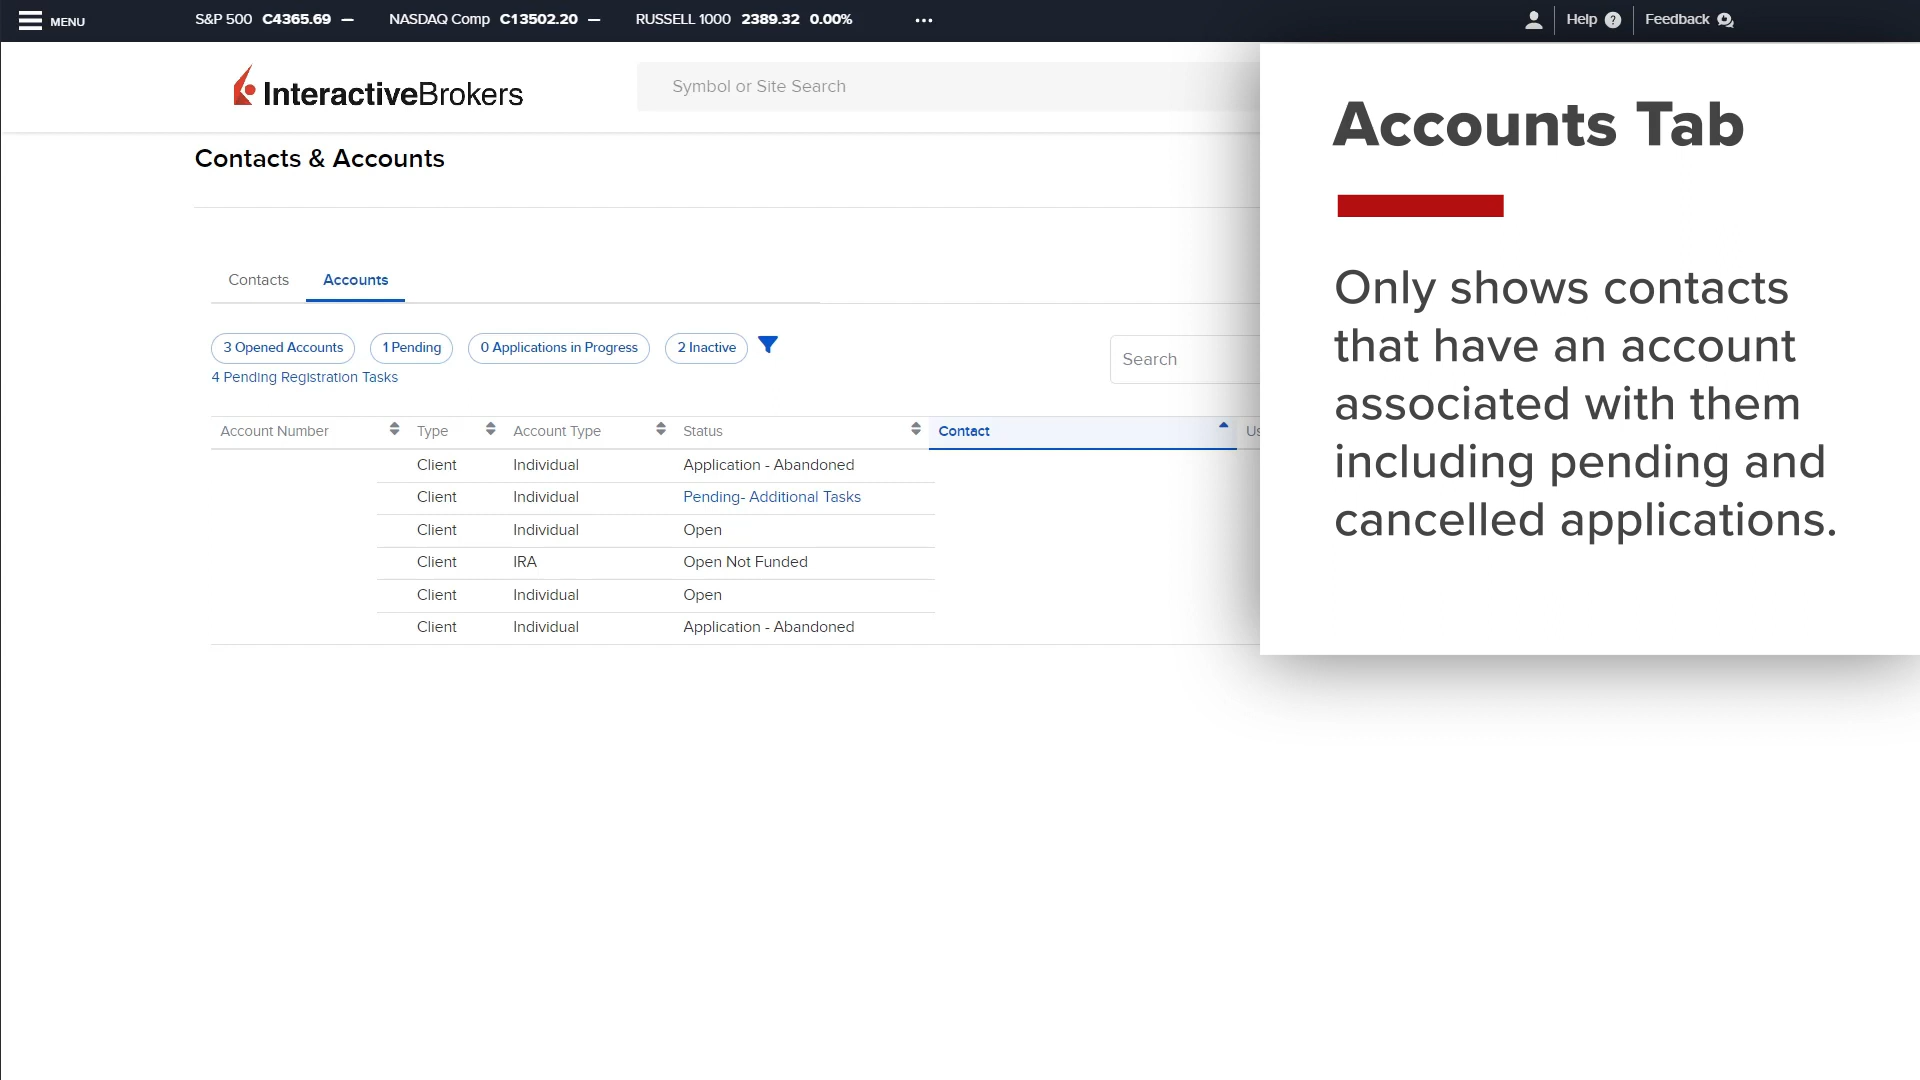 MENU
S&P 500 C4365.69 —
NASDAQ Comp C13502.20 —
RUSSELL 1000 2389.32 0.00%
...
Help ?
Feedback
InteractiveBrokers
Symbol or Site Search
Contacts & Accounts
Contacts
Accounts
3 Opened Accounts
1 Pending
0 Applications in Progress
2 Inactive
4 Pending Registration Tasks
Search
Account Number Type Account Type Status Contact
Client Individual Application - Abandoned
Client Individual Pending- Additional Tasks
Client Individual Open
Client IRA Open Not Funded
Client Individual Open
Client Individual Application - Abandoned
Accounts Tab
Only shows contacts
that have an account
associated with them
including pending and
cancelled applications.